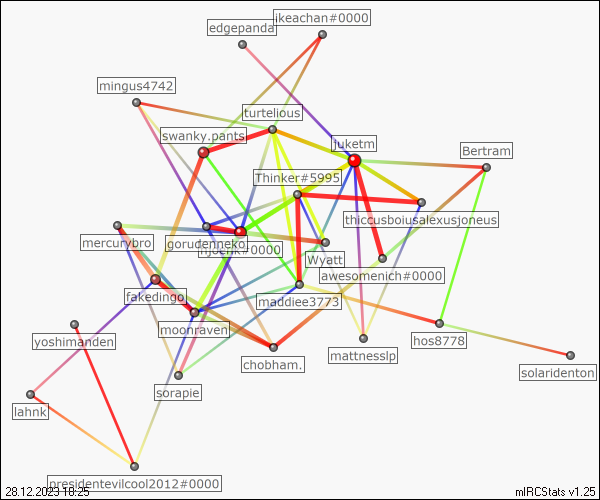 ikeachan#0000
edgepanda
mingus4742
turtelious
swanky.pants
juketm
Bertram
Thinker#5995
thiccusboiusalexusjoneus
mercurybro
gorudenneko
njoehk#0000
Wyatt
awesomenich#0000
fakedingo
maddiee3773
moonraven
yoshimanden
hos8778
chobham.
mattnesslp
solaridenton
sorapie
lahnk
presidentevilcool2012#0000
28.12.2023 18:25
mIRCStats v1.25